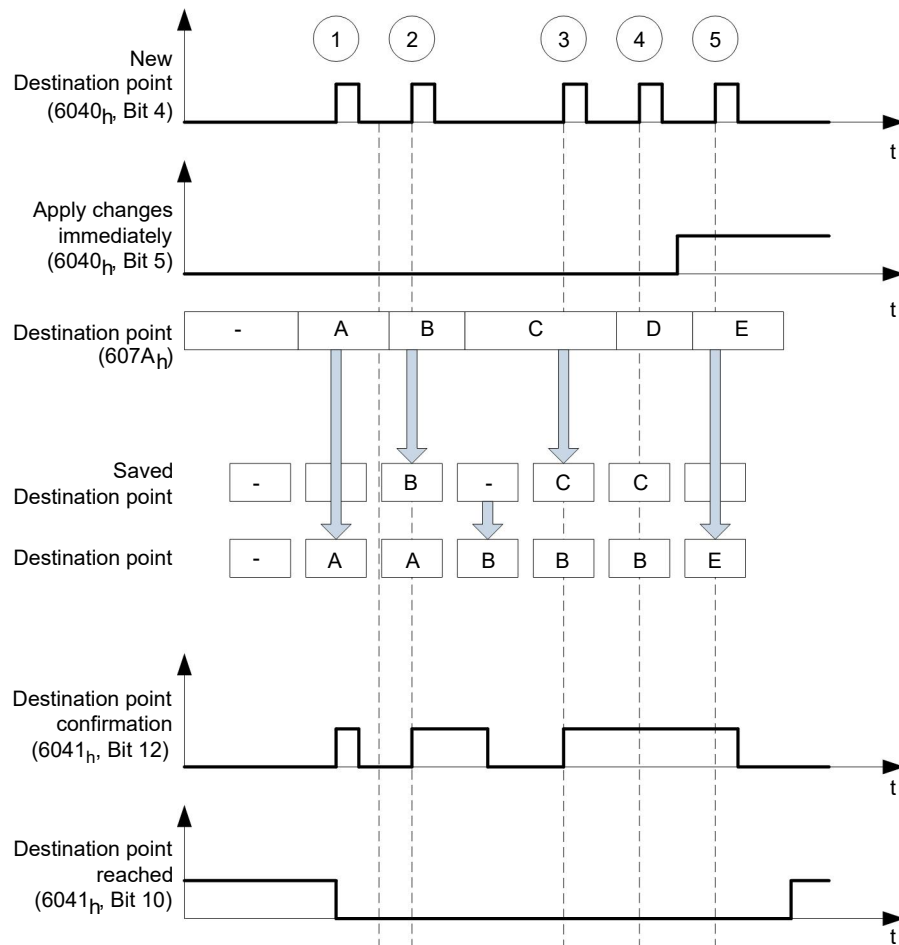 1 2 3 4 5
New
Destination point
(6040h, Bit 4)
t
Apply changes
immediately
(6040h, Bit 5)
t
Destination point
(607Ah)
- A B C D E
Saved
Destination point
- B - C C
Destination point
- A A B B B E
Destination point
confirmation
(6041h, Bit 12)
t
Destination point
reached
(6041h, Bit 10)
t